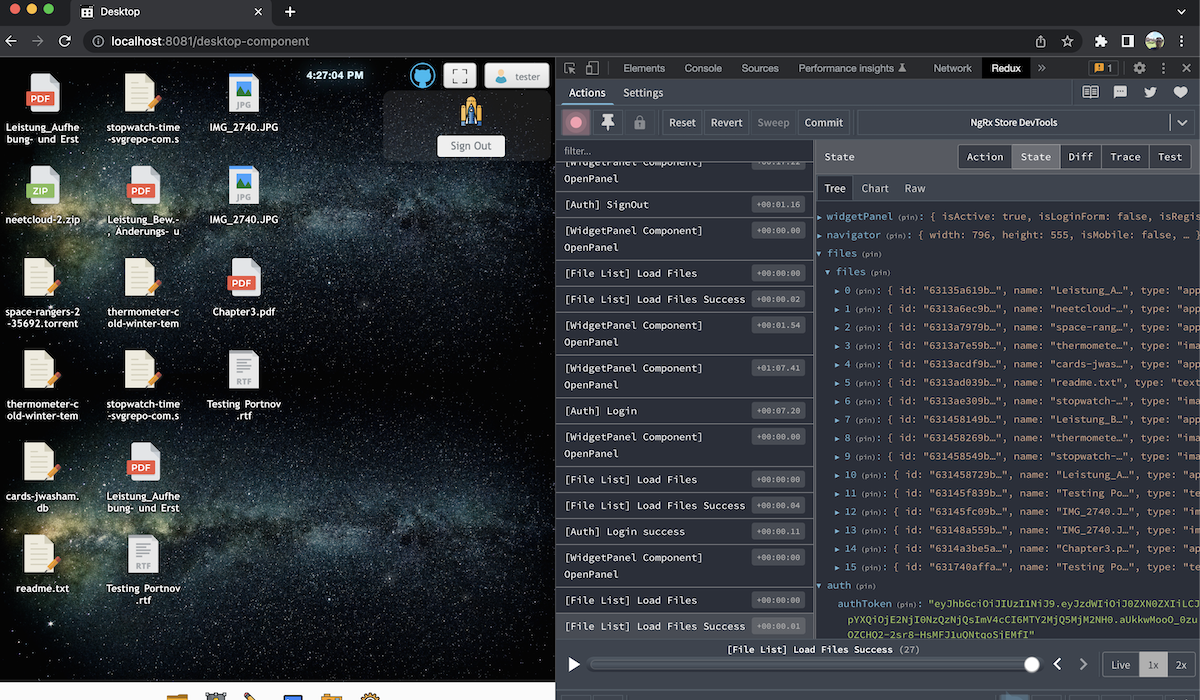 Desktop
localhost:8081/desktop-component
4:27:04 PM
tester
Sign Out
PDF
Leistung_Aufhe
bung- und Erst
stopwatch-time
-svgrepo-com.s
JPG
IMG_2740.JPG
ZIP
neetcloud-2.zip
PDF
Leistung_Bew.-
, Änderungs- u
JPG
IMG_2740.JPG
space-rangers-2
-35692.torrent
thermometer-c
old-winter-tem
PDF
Chapter3.pdf
thermometer-c
old-winter-tem
stopwatch-time
-svgrepo-com.s
RTF
Testing Portnov
.rtf
cards-jwasham.
db
PDF
Leistung_Aufhe
bung- und Erst
readme.txt
RTF
Testing Portnov
.rtf
Elements Console Sources Performance insights Network Redux » 1
Actions Settings
Reset Revert Sweep Commit NgRx Store DevTools
filter...
[WidgetPanel Component]
OpenPanel
[Auth] SignOut +00:01.16
[WidgetPanel Component] +00:00.00
OpenPanel
[File List] Load Files +00:00:00
[File List] Load Files Success +00:00.02
[WidgetPanel Component] +00:01.54
OpenPanel
[WidgetPanel Component] +01:07.41
OpenPanel
[Auth] Login +00:07.20
[WidgetPanel Component] +00:00.00
OpenPanel
[File List] Load Files +00:00:00
[File List] Load Files Success +00:00.04
[Auth] Login success +00:00.11
[WidgetPanel Component] +00:00:00
OpenPanel
[File List] Load Files +00:00:00
[File List] Load Files Success +00:00.01
State Action State Diff Trace Test
Tree Chart Raw
widgetPanel (pin): { isActive: true, isLoginForm: false, isRegis
navigator (pin): { width: 796, height: 555, isMobile: false, … }
files (pin)
files (pin)
0 (pin): { id: "63135a619b…", name: "Leistung_A…", type: "app
1 (pin): { id: "6313a6ec9b…", name: "neetcloud-…", type: "app
2 (pin): { id: "6313a7979b…", name: "space-rang…", type: "app
3 (pin): { id: "6313a7e59b…", name: "thermomete…", type: "ima
4 (pin): { id: "6313acdf9b…", name: "cards-jwas…", type: "app
5 (pin): { id: "6313ad039b…", name: "readme.txt", type: "text
6 (pin): { id: "6313ae309b…", name: "stopwatch-…", type: "ima
7 (pin): { id: "631458149b…", name: "Leistung_B…", type: "app
8 (pin): { id: "631458269b…", name: "thermomete…", type: "ima
9 (pin): { id: "631458549b…", name: "stopwatch-…", type: "ima
10 (pin): { id: "631458729b…", name: "Leistung_A…", type: "ap
11 (pin): { id: "63145f839b…", name: "Testing Po…", type: "te
12 (pin): { id: "63145fc09b…", name: "IMG_2740.J…", type: "im
13 (pin): { id: "63148a559b…", name: "IMG_2740.J…", type: "im
14 (pin): { id: "6314a3be5a…", name: "Chapter3.p…", type: "ap
15 (pin): { id: "631740affa…", name: "Testing Po…", type: "te
auth (pin)
authToken (pin): "eyJhbGciOiJIUzI1NiJ9.eyJzdWIiOiJ0ZXN0ZXIiLCJ
pYXQiOjE2NjI0NzQzNjQsImV4cCI6MTY2MjQ5MjM2NH0.aUkkwMooO_0zu
OZCHQ2-2sr8-HsMFJ1uQNtqoSjEMfI"
[File List] Load Files Success (27)
Live 1x 2x